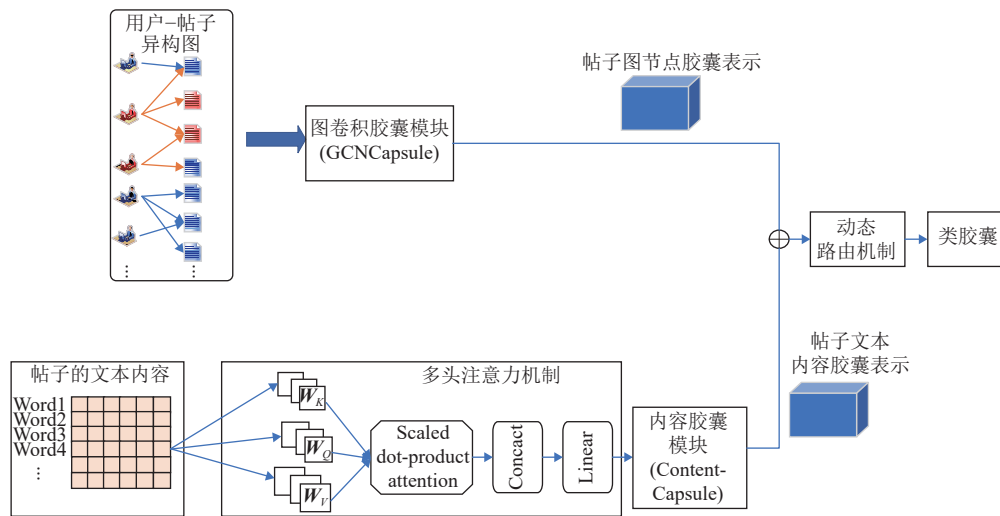 用户–帖子
异构图
⋮
⋮
图卷积胶囊模块
(GCNCapsule)
帖子图节点胶囊表示
动态
路由机制
类胶囊
帖子文本
内容胶囊表示
帖子的文本内容
Word1
Word2
Word3
Word4
⋮
多头注意力机制
W_K
W_Q
W_V
Scaled
dot-product
attention
Concact
Linear
内容胶囊
模块
(Content-
Capsule)